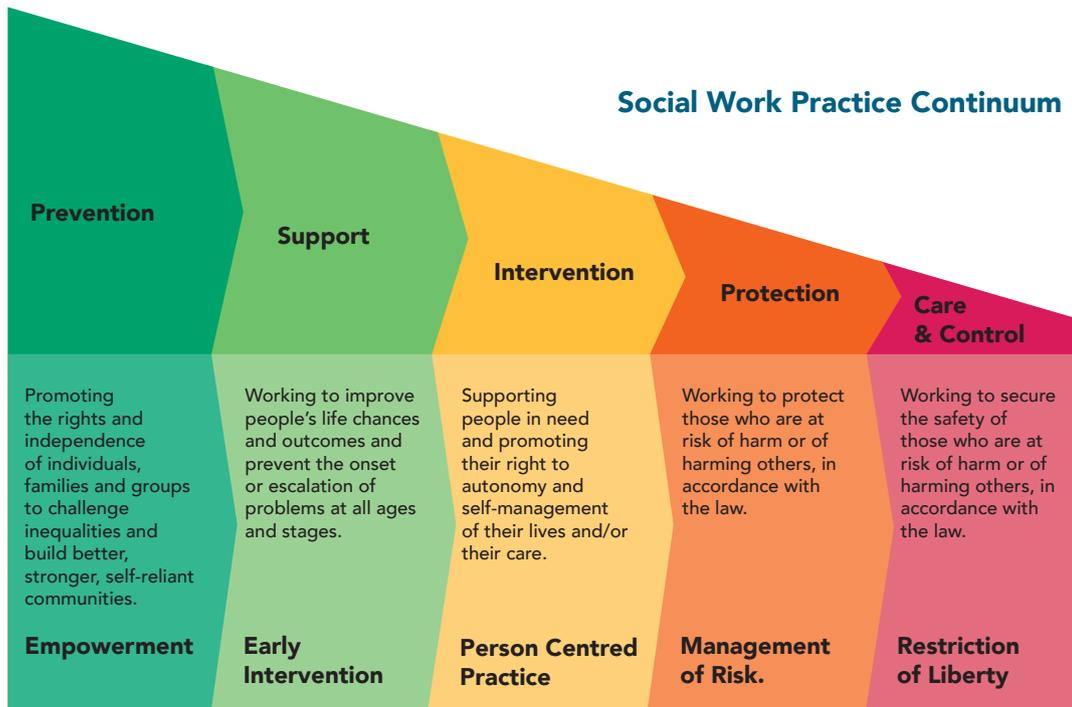 Social Work Practice Continuum
Prevention
Support
Intervention
Protection
Care
& Control
Promoting
the rights and
independence
of individuals,
families and groups
to challenge
inequalities and
build better,
stronger, self-reliant
communities.
Empowerment
Working to improve
people’s life chances
and outcomes and
prevent the onset
or escalation of
problems at all ages
and stages.
Early
Intervention
Supporting
people in need
and promoting
their right to
autonomy and
self-management
of their lives and/or
their care.
Person Centred
Practice
Working to protect
those who are at
risk of harm or of
harming others, in
accordance with
the law.
Management
of Risk.
Working to secure
the safety of
those who are at
risk of harm or of
harming others, in
accordance with
the law.
Restriction
of Liberty